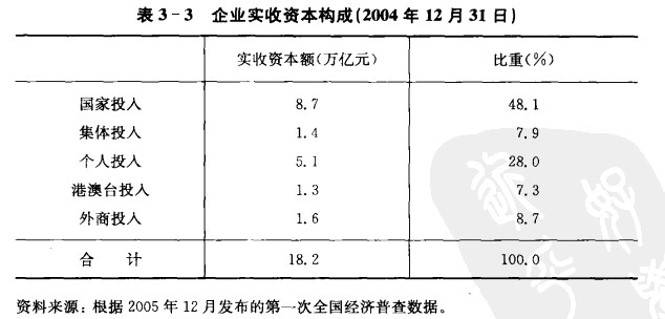 表 3-3 企业实收资本构成(2004 年 12 月 31 日)
实收资本额(万亿元) 比重(%)
国家投入 8.7 48.1
集体投入 1.4 7.9
个人投入 5.1 28.0
港澳台投入 1.3 7.3
外商投入 1.6 8.7
合 计 18.2 100.0
资料来源:根据 2005 年 12 月发布的第一次全国经济普查数据。